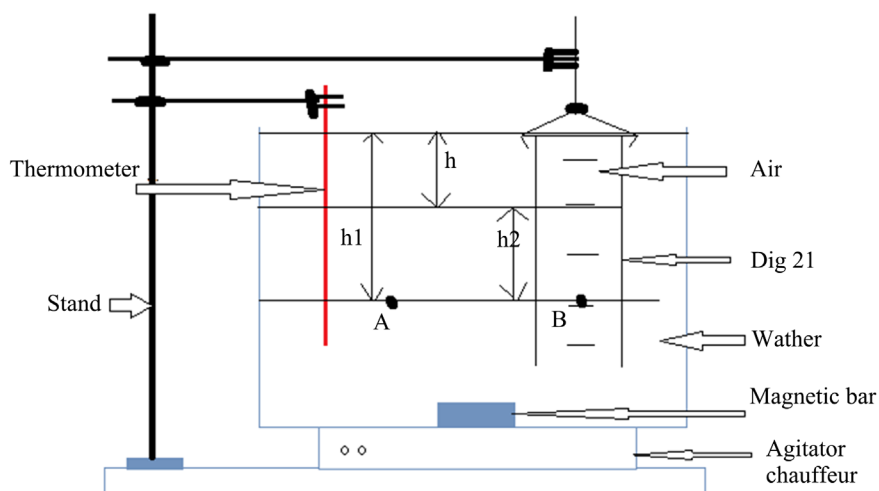 Thermometer
Stand
h
h1
h2
A
B
Air
Dig 21
Wather
Magnetic bar
Agitator
chauffeur